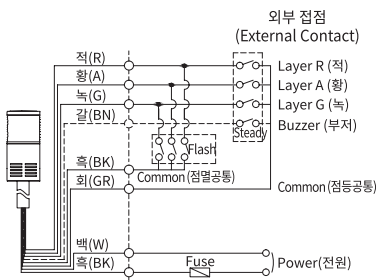 외부 접점
(External Contact)
적(R)
Layer R (적)
황(A)
Layer A (황)
녹(G)
Layer G (녹)
갈(BN)
Buzzer (부저)
Steady
Flash
흑(BK)
Common (점멸공통)
회(GR)
Common (점등공통)
백(W)
흑(BK)
Fuse
Power(전원)